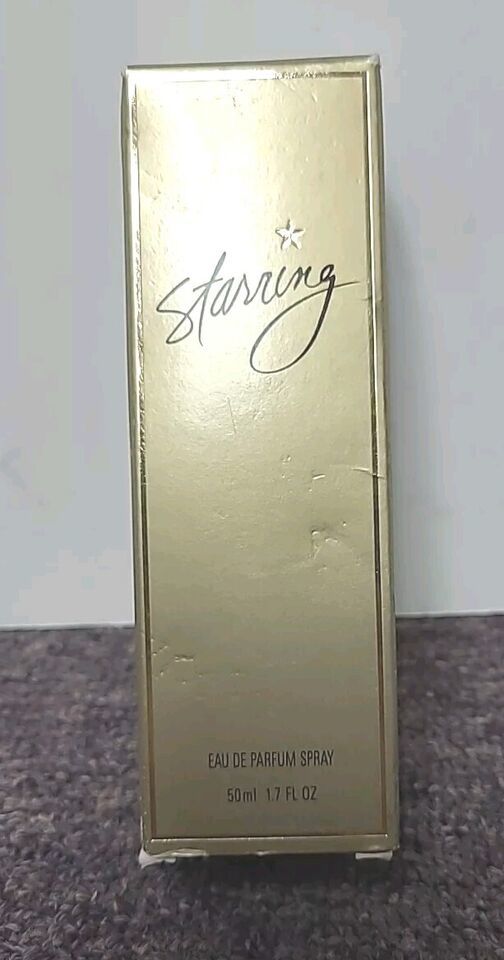 Starring
EAU DE PARFUM SPRAY
50ml 1.7 FL OZ